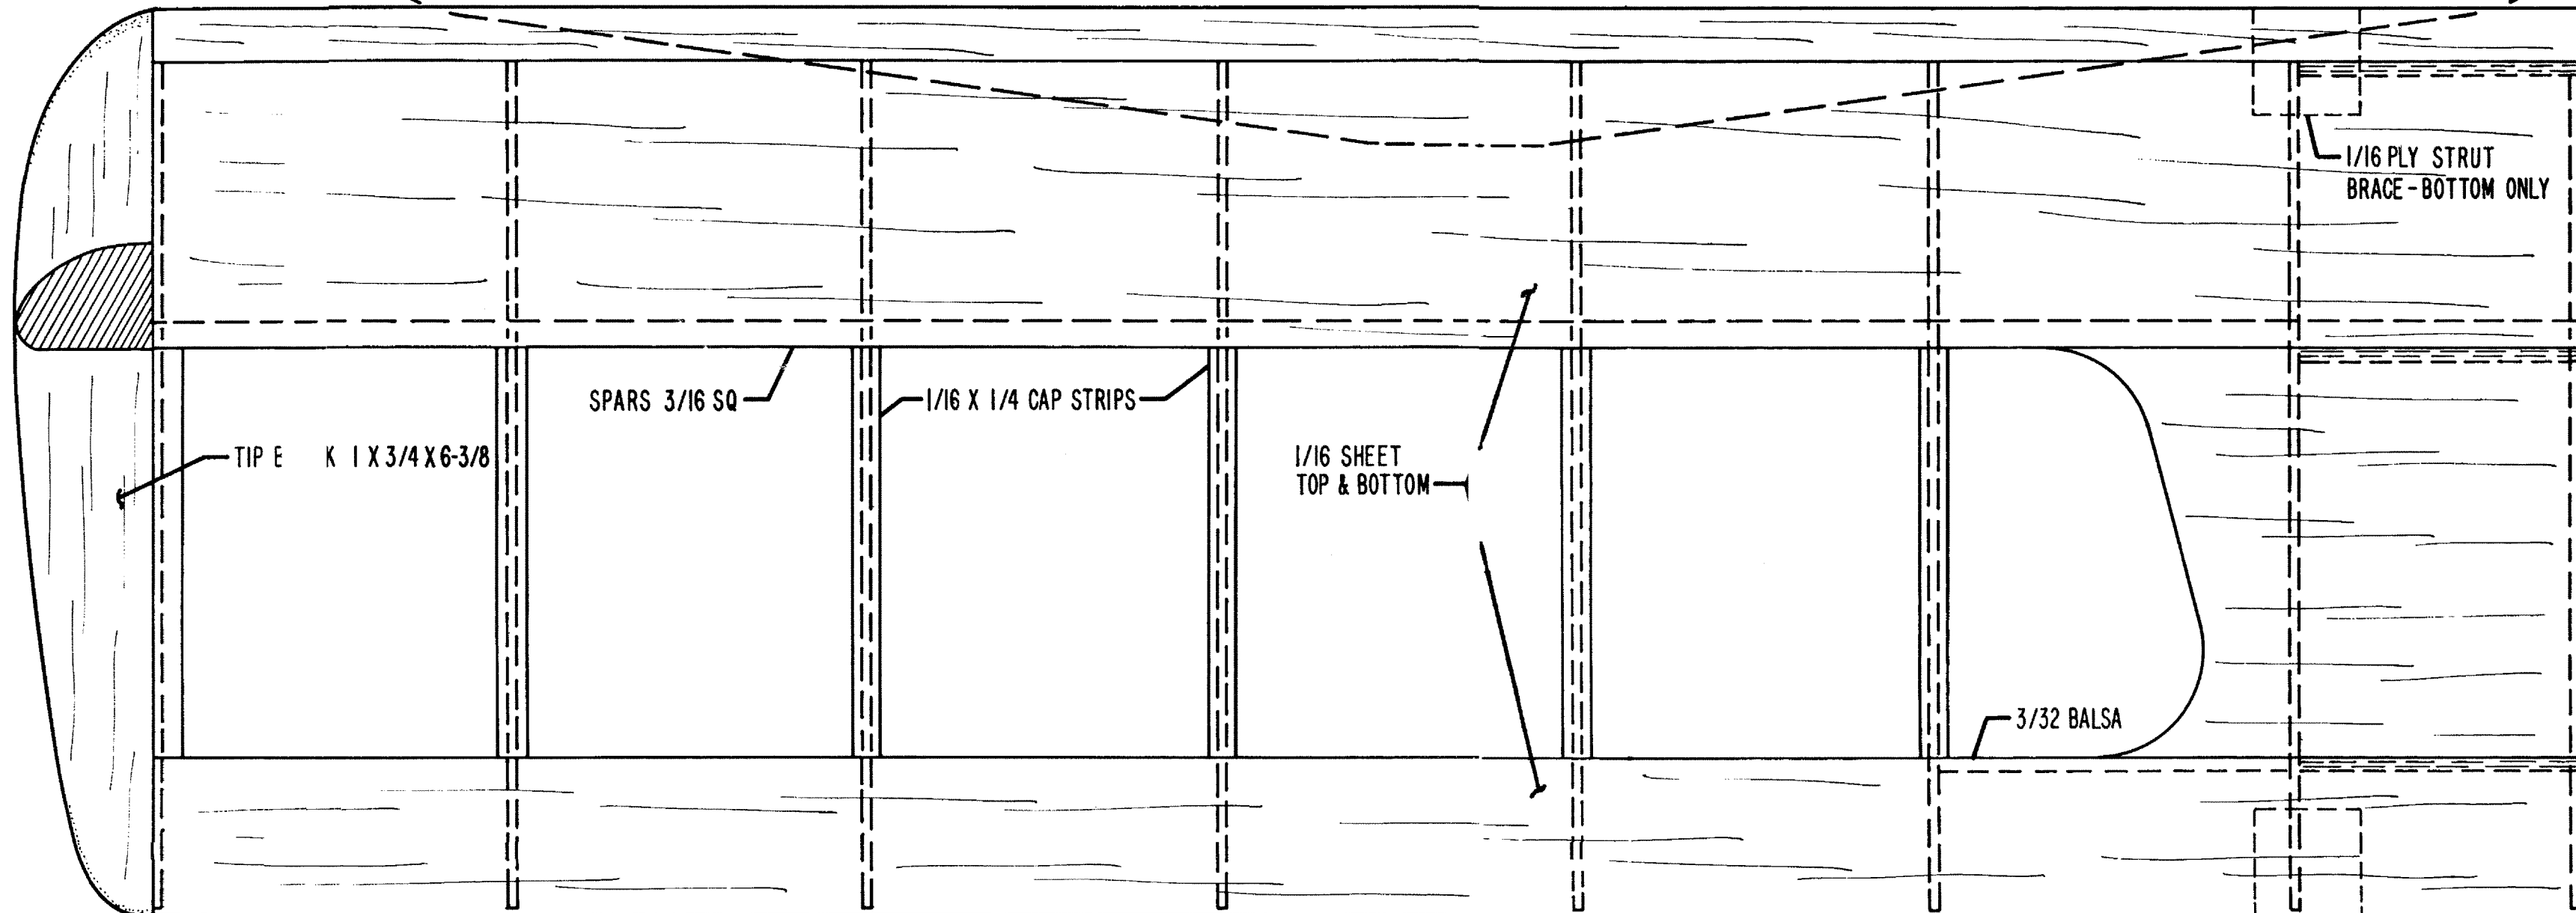 1/16 PLY STRUT
BRACE-BOTTOM ONLY
SPARS 3/16 SQ
1/16 X 1/4 CAP STRIPS
TIP K 1 X 3/4 X 6-3/8
1/16 SHEET
TOP & BOTTOM
3/32 BALSA